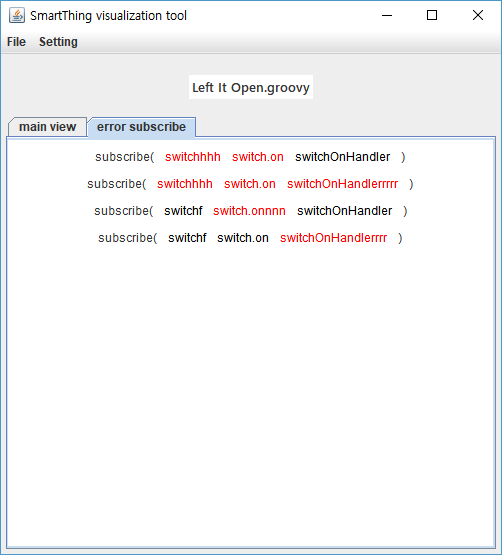 SmartThing visualization tool
File Setting
Left It Open.groovy
main view error subscribe
subscribe( switchhhh switch.on switchOnHandler )
subscribe( switchhhh switch.on switchOnHandlerrrrr )
subscribe( switchf switch.onnnn switchOnHandler )
subscribe( switchf switch.on switchOnHandlerrrr )